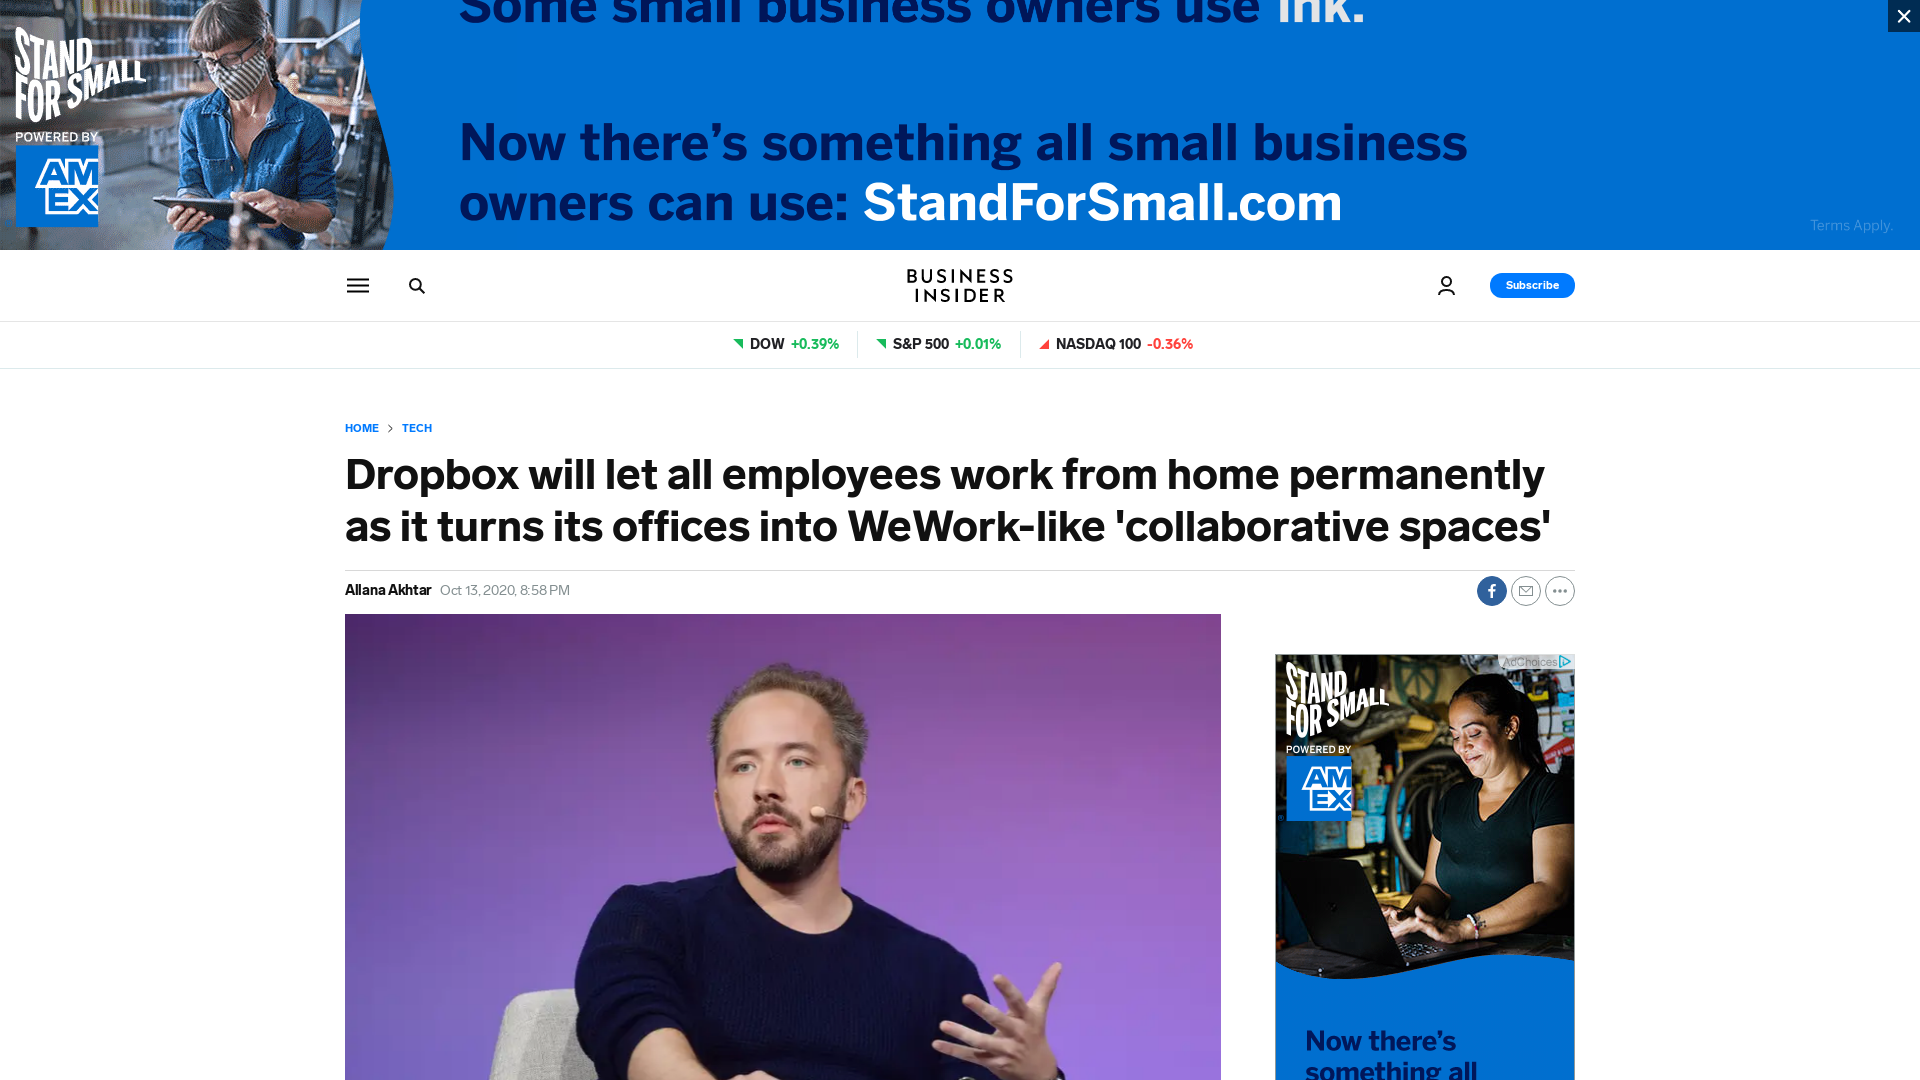 Some small business owners use ink.
STAND
FOR SMALL
POWERED BY
AM
EX
Now there's something all small business
owners can use: StandForSmall.com
Terms Apply.
BUSINESS
INSIDER
Subscribe
DOW +0.39%
S&P 500 +0.01%
NASDAQ 100 -0.36%
HOME > TECH
Dropbox will let all employees work from home permanently
as it turns its offices into WeWork-like 'collaborative spaces'
Allana Akhtar Oct 13, 2020, 8:58 PM
AdChoices
STAND
FOR SMALL
POWERED BY
AM
EX
Now there's
something all